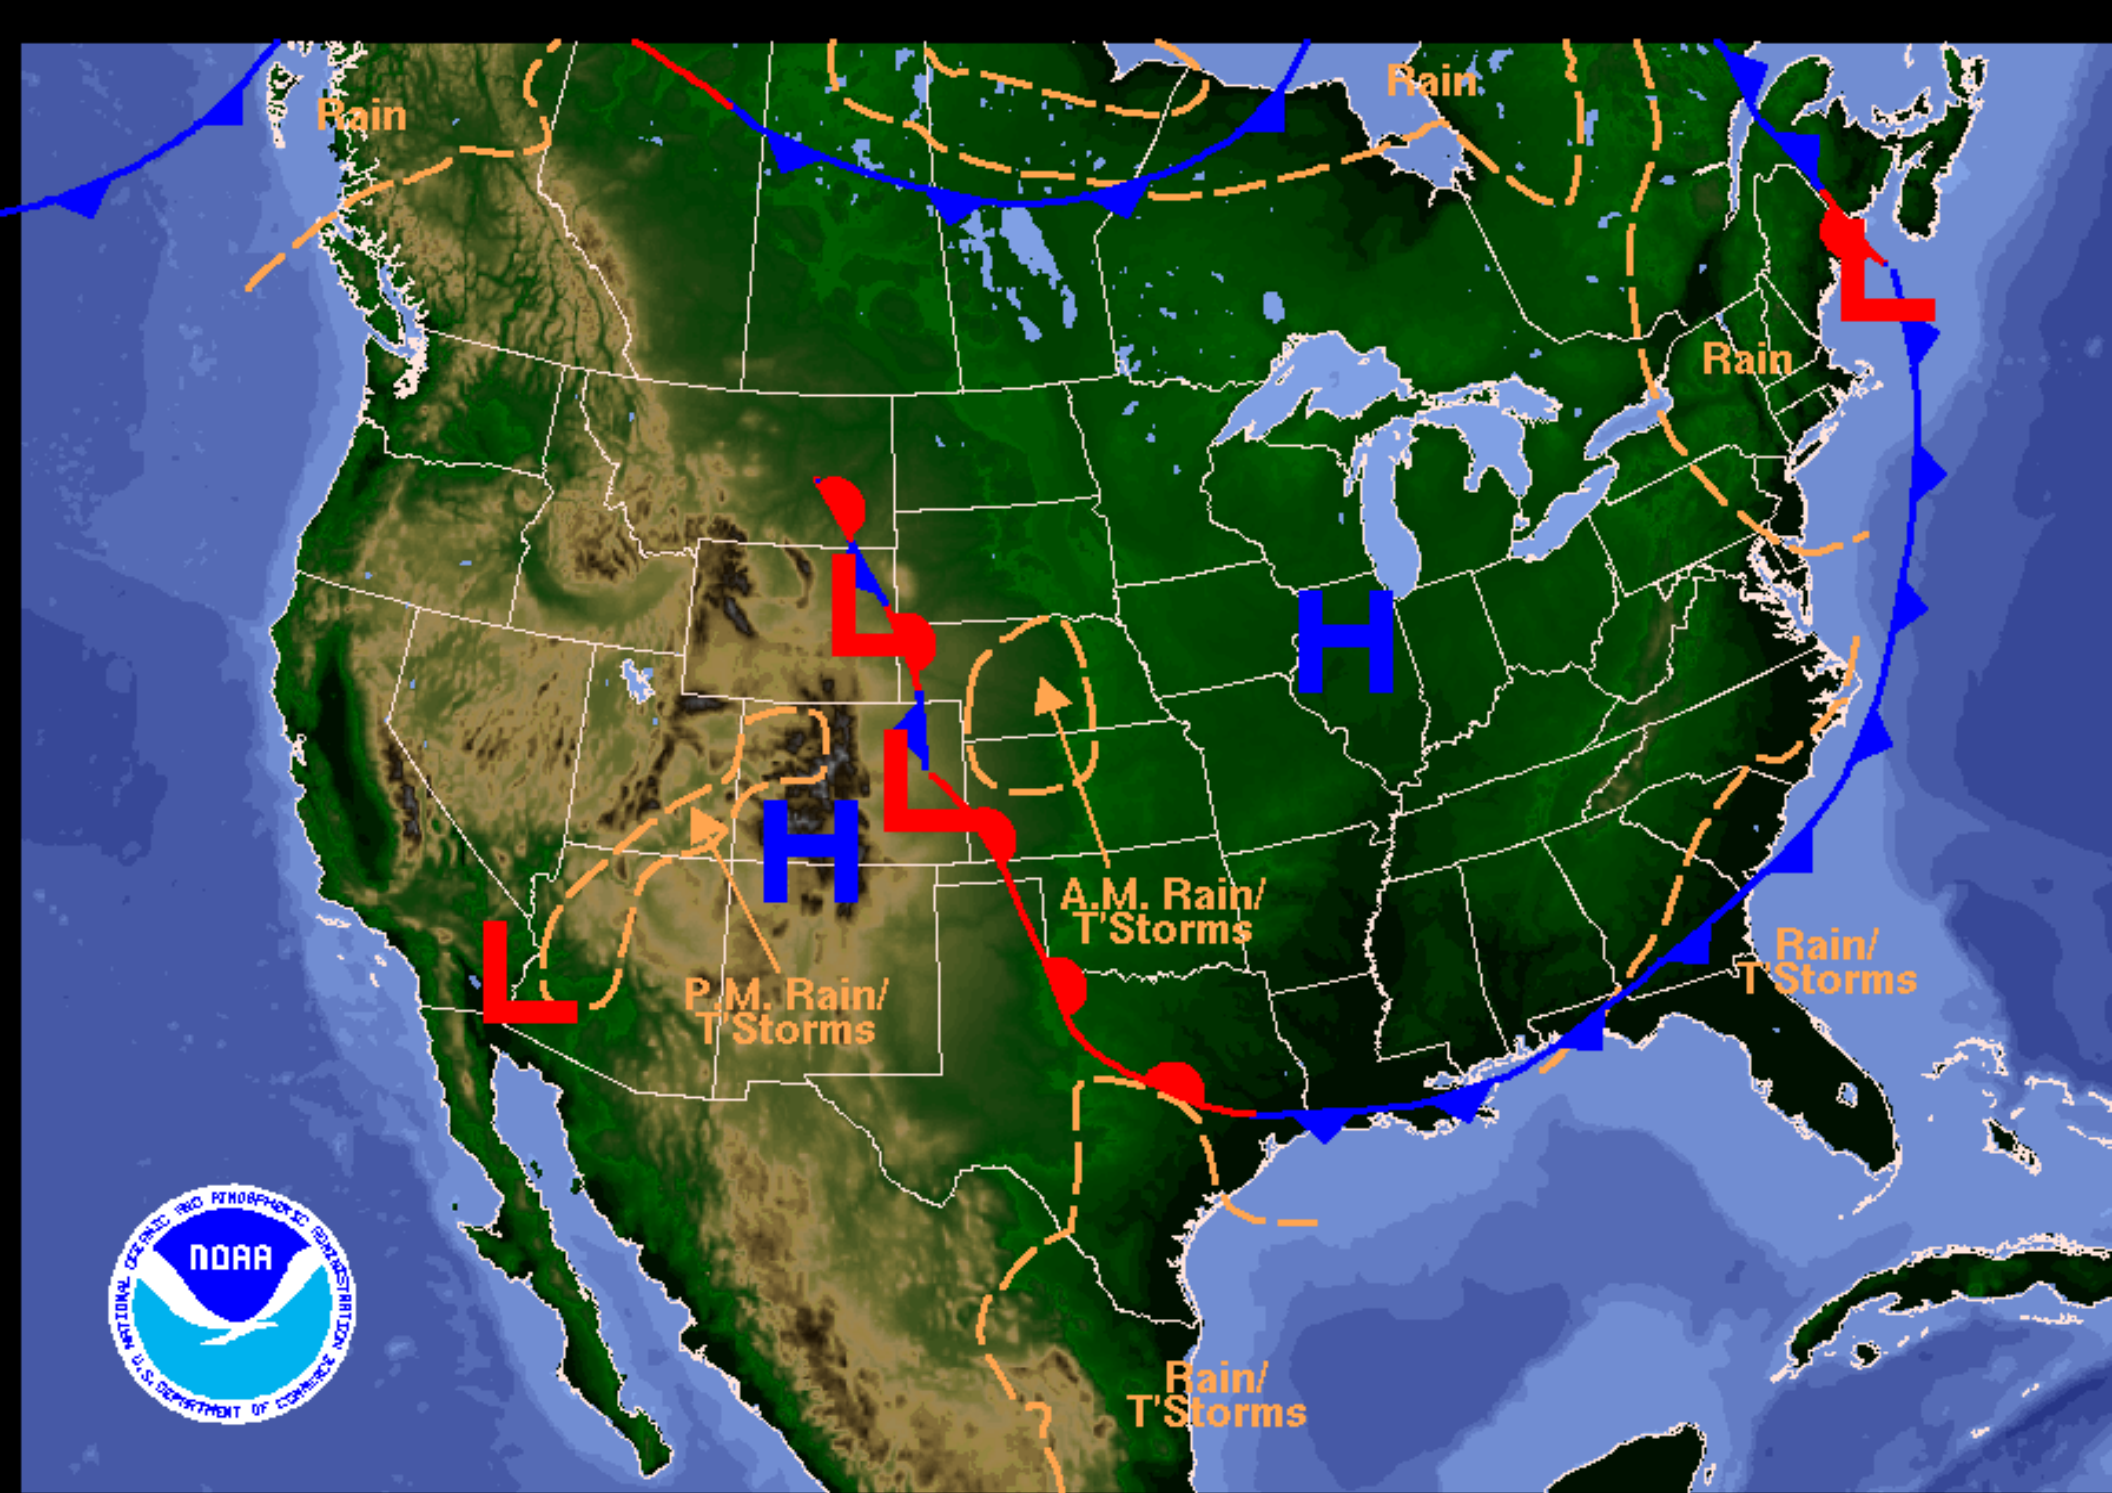 Rain
Rain
Rain
H
L
L
H
L
L
A.M. Rain/
T'Storms
P.M. Rain/
T'Storms
Rain/
T'Storms
Rain/
T'Storms
NOAA
NATIONAL OCEANIC AND ATMOSPHERIC ADMINISTRATION
U.S. DEPARTMENT OF COMMERCE